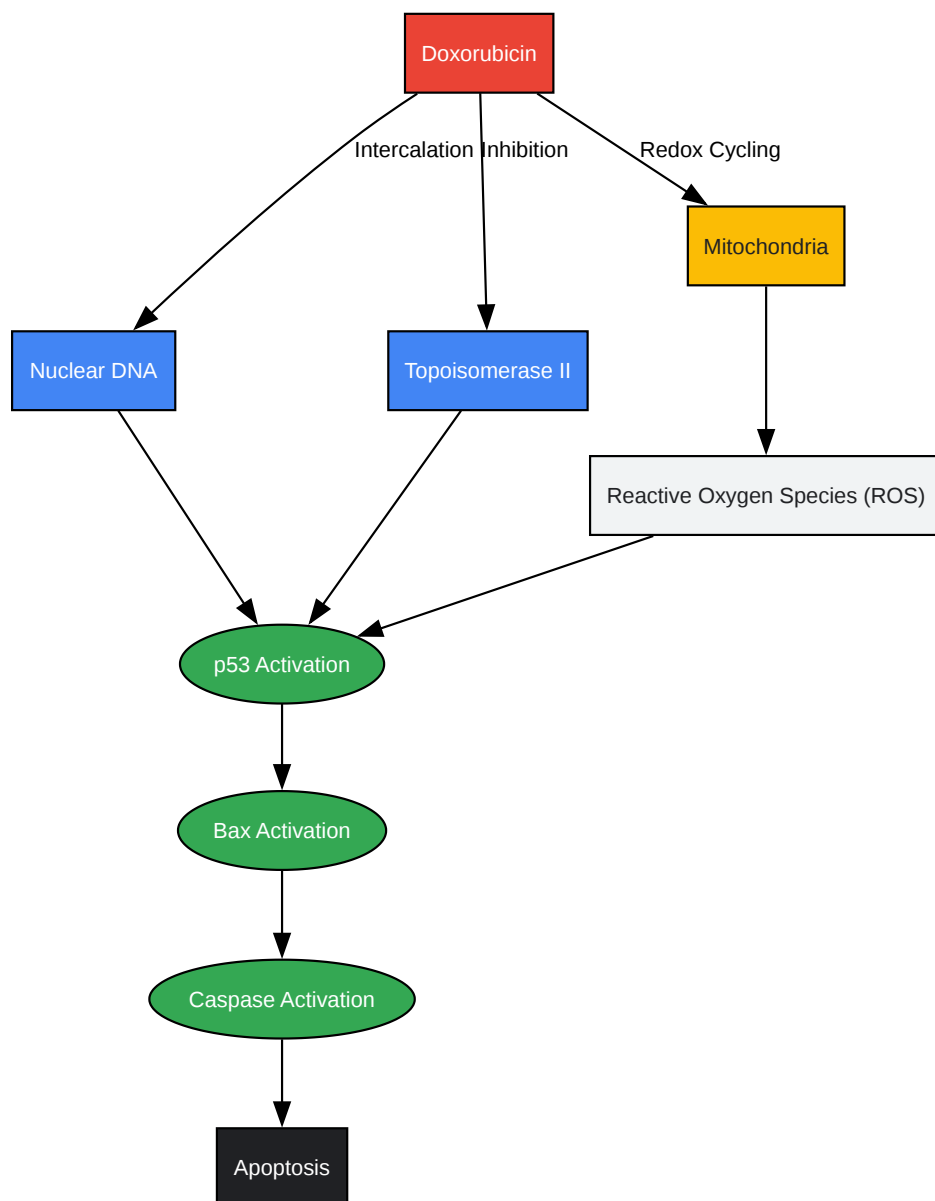 Doxorubicin
Intercalation
Inhibition
Redox Cycling
Mitochondria
Nuclear DNA
Topoisomerase II
Reactive Oxygen Species (ROS)
p53 Activation
Bax Activation
Caspase Activation
Apoptosis